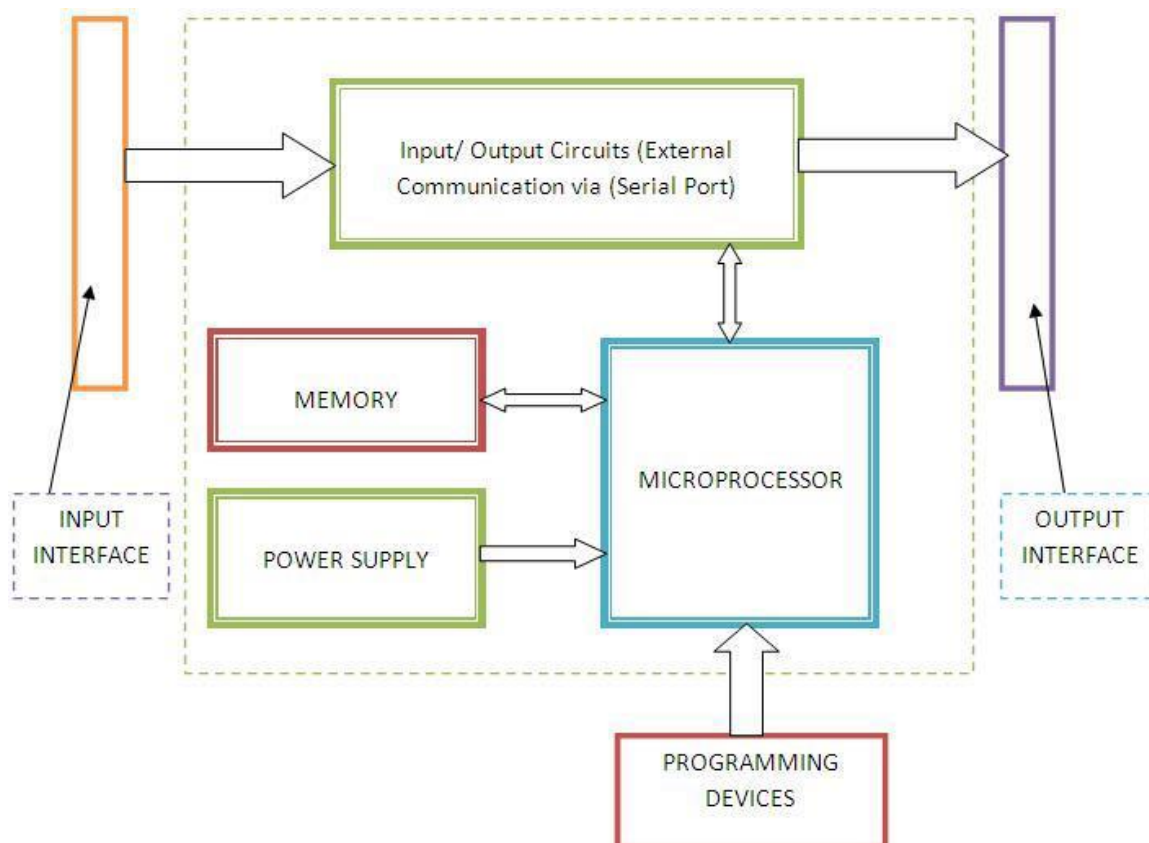 Input/ Output Circuits (External
Communication via (Serial Port)
MEMORY
MICROPROCESSOR
INPUT
INTERFACE
POWER SUPPLY
OUTPUT
INTERFACE
PROGRAMMING
DEVICES